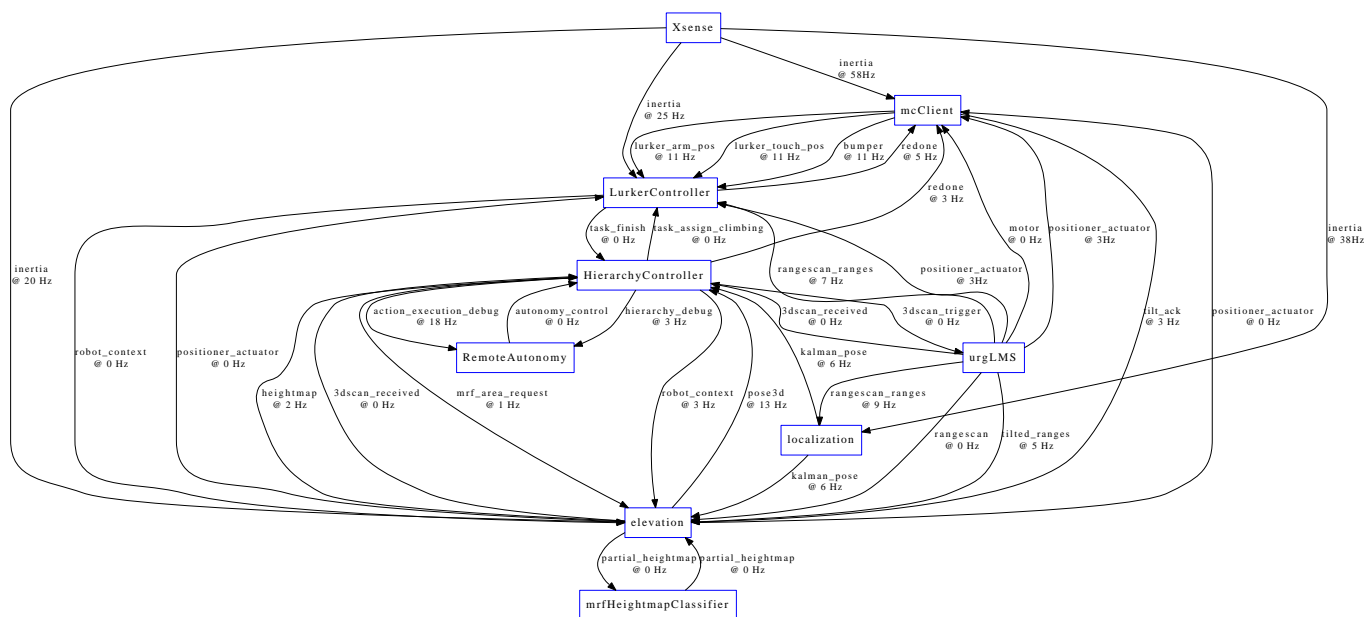 Xsense
inertia
@ 58Hz
inertia
@ 25 Hz
mcClient
lurker_arm_pos
@ 11 Hz
lurker_touch_pos
@ 11 Hz
bumper
@ 11 Hz
redone
@ 5 Hz
LurkerController
redone
@ 3 Hz
task_finish
@ 0 Hz
task_assign_climbing
@ 0 Hz
motor
@ 0 Hz
positioner_actuator
@ 3Hz
inertia
@ 38Hz
inertia
@ 20 Hz
HierarchyController
rangescan_ranges
@ 7 Hz
positioner_actuator
@ 3Hz
action_execution_debug
@ 18 Hz
autonomy_control
@ 0 Hz
hierarchy_debug
@ 3 Hz
3dscan_received
@ 0 Hz
3dscan_trigger
@ 0 Hz
tilt_ack
@ 3 Hz
positioner_actuator
@ 0 Hz
robot_context
@ 0 Hz
positioner_actuator
@ 0 Hz
RemoteAutonomy
kalman_pose
@ 6 Hz
urgLMS
heightmap
@ 2 Hz
3dscan_received
@ 0 Hz
mrf_area_request
@ 1 Hz
robot_context
@ 3 Hz
pose3d
@ 13 Hz
rangescan_ranges
@ 9 Hz
localization
rangescan
@ 0 Hz
tilted_ranges
@ 5 Hz
kalman_pose
@ 6 Hz
elevation
partial_heightmap
@ 0 Hz
partial_heightmap
@ 0 Hz
mrfHeightmapClassifier